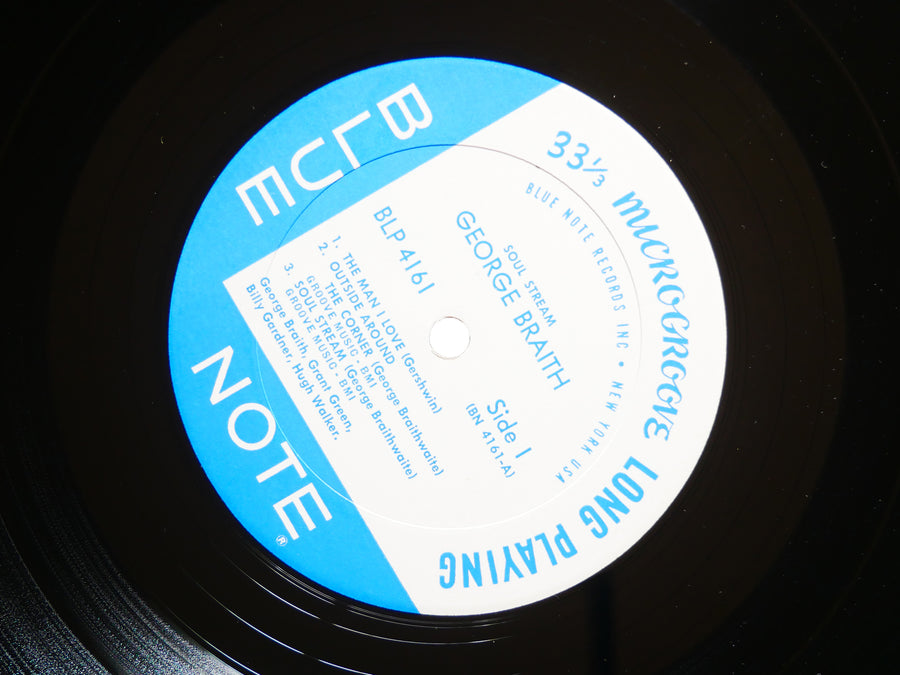 BLUE
NOTE®
33⅓ MICROGROOVE LONG PLAYING
BLUE NOTE RECORDS INC • NEW YORK USA
SOUL STREAM
GEORGE BRAITH
BLP 4161
Side 1
(BN 4161-A)
1. THE MAN I LOVE (Gershwin)
2. OUTSIDE AROUND
THE CORNER (George Braithwaite)
GROOVE MUSIC - BMI
3. SOUL STREAM (George Braithwaite)
GROOVE MUSIC - BMI
George Braith, Grant Green,
Billy Gardner, Hugh Walker.